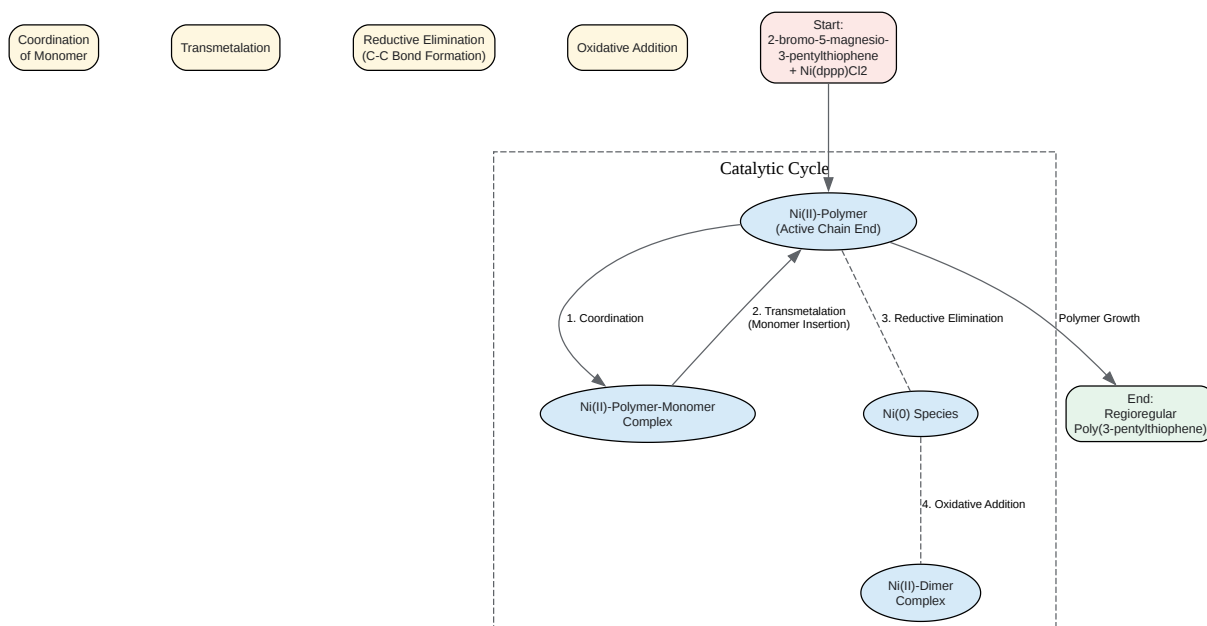 Coordination
of Monomer
Transmetalation
Reductive Elimination
(C-C Bond Formation)
Oxidative Addition
Start:
2-bromo-5-magnesio-
3-pentylthiophene
+ Ni(dppp)Cl2
Catalytic Cycle
Ni(II)-Polymer
(Active Chain End)
1. Coordination
2. Transmetalation
(Monomer Insertion)
3. Reductive Elimination
Polymer Growth
Ni(II)-Polymer-Monomer
Complex
Ni(0) Species
End:
Regioregular
Poly(3-pentylthiophene)
4. Oxidative Addition
Ni(II)-Dimer
Complex